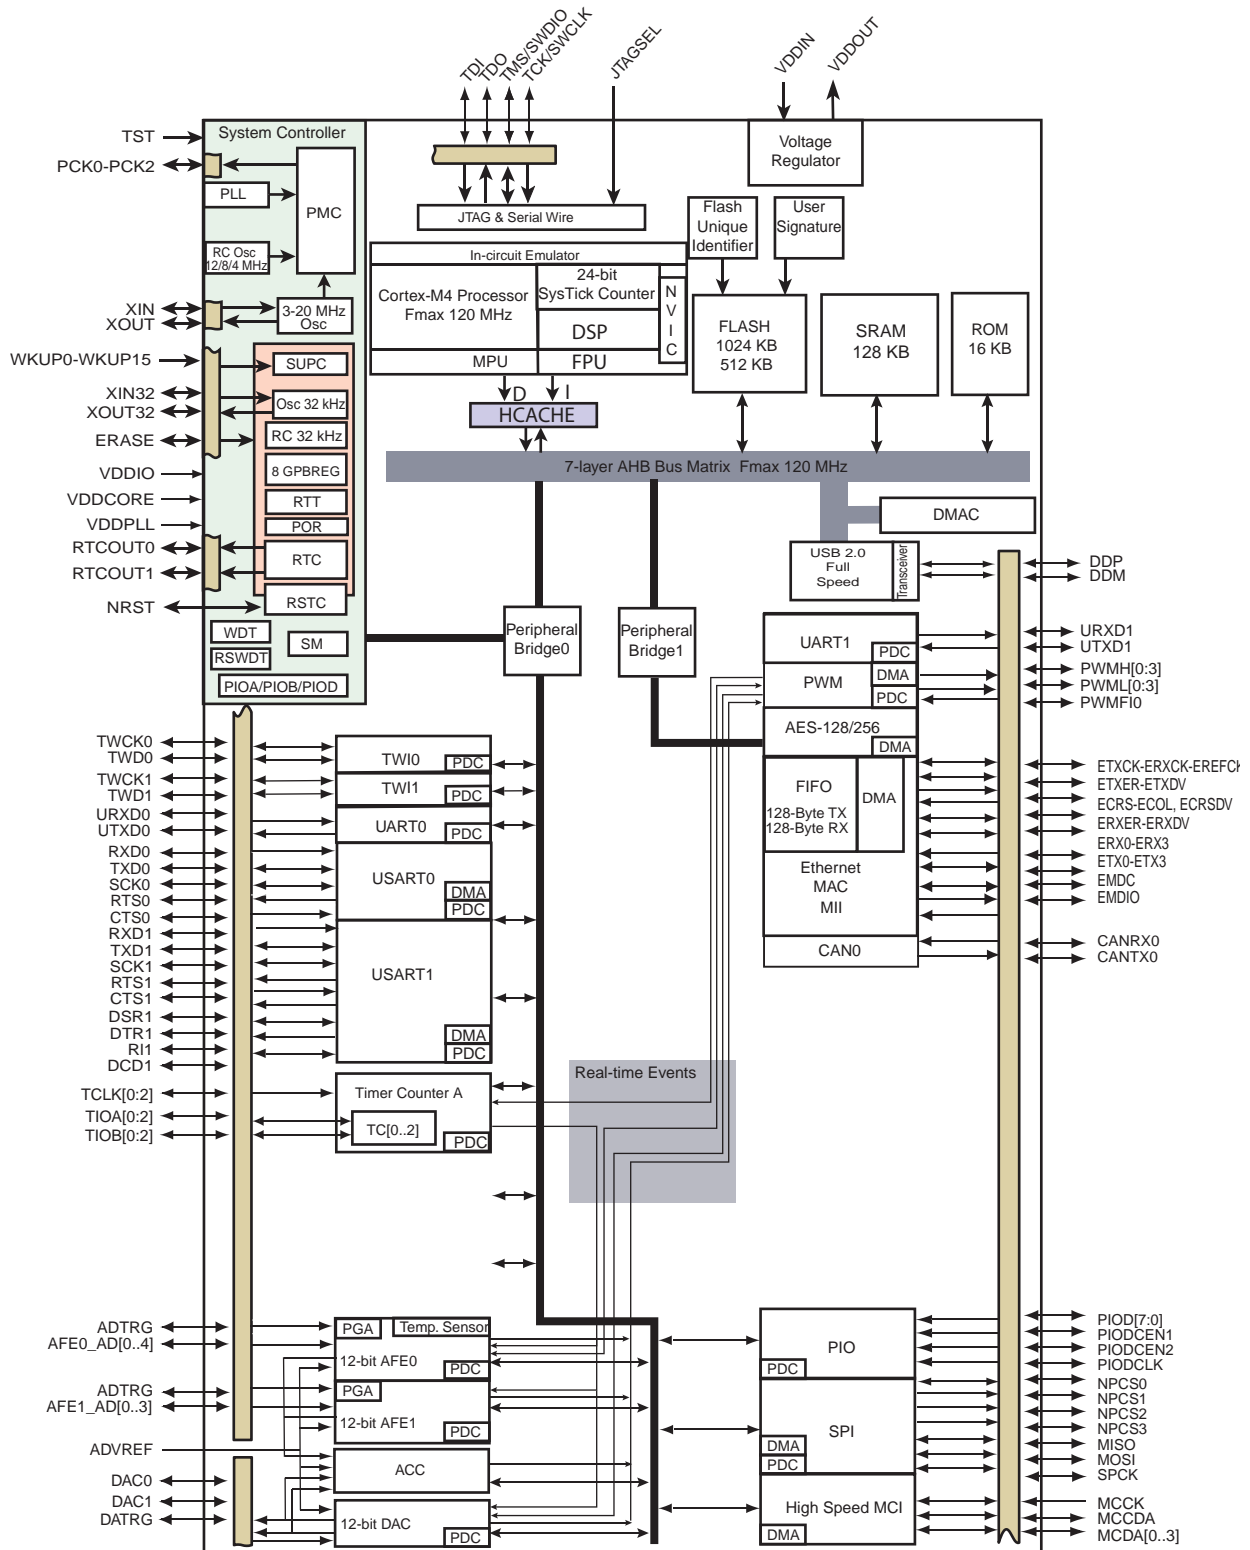 TDI
TDO
TMS/SWDIO
TCK/SWCLK
JTAGSEL
VDDIN
VDDOUT
System Controller
TST
PCK0-PCK2
PLL
PMC
RC Osc
12/8/4 MHz
XIN
XOUT
3-20 MHz
Osc
WKUP0-WKUP15
SUPC
XIN32
XOUT32
Osc 32 kHz
ERASE
RC 32 kHz
VDDIO
8 GPBREG
VDDCORE
RTT
VDDPLL
POR
RTCOUT0
RTCOUT1
RTC
NRST
RSTC
WDT
SM
RSWDT
PIOA/PIOB/PIOD
Voltage
Regulator
JTAG & Serial Wire
Flash
Unique
Identifier
User
Signature
In-circuit Emulator
Cortex-M4 Processor
Fmax 120 MHz
24-bit
SysTick Counter
DSP
N
V
I
C
MPU
FPU
FLASH
1024 KB
512 KB
SRAM
128 KB
ROM
16 KB
D
I
HCACHE
7-layer AHB Bus Matrix Fmax 120 MHz
DMAC
USB 2.0
Full
Speed
Transceiver
DDP
DDM
Peripheral
Bridge0
Peripheral
Bridge1
UART1
PDC
URXD1
UTXD1
PWM
DMA
PDC
PWMH[0:3]
PWML[0:3]
PWMFI0
AES-128/256
DMA
FIFO
128-Byte TX
128-Byte RX
DMA
Ethernet
MAC
MII
ETXCK-ERXCK-EREFCK
ETXER-ETXDV
ECRS-ECOL, ECRSDV
ERXER-ERXDV
ERX0-ERX3
ETX0-ETX3
EMDC
EMDIO
CAN0
CANRX0
CANTX0
TWCK0
TWD0
TWI0
PDC
TWCK1
TWD1
TWI1
PDC
URXD0
UTXD0
UART0
PDC
RXD0
TXD0
SCK0
RTS0
CTS0
USART0
DMA
PDC
RXD1
TXD1
SCK1
RTS1
CTS1
DSR1
DTR1
RI1
DCD1
USART1
DMA
PDC
TCLK[0:2]
TIOA[0:2]
TIOB[0:2]
Timer Counter A
TC[0..2]
PDC
Real-time Events
ADTRG
AFE0_AD[0..4]
PGA
Temp. Sensor
12-bit AFE0
PDC
ADTRG
AFE1_AD[0..3]
PGA
12-bit AFE1
PDC
ADVREF
ACC
DAC0
DAC1
DATRG
12-bit DAC
PDC
PIO
PDC
PIOD[7:0]
PIODCEN1
PIODCEN2
PIODCLK
SPI
DMA
PDC
NPCS0
NPCS1
NPCS2
NPCS3
MISO
MOSI
SPCK
High Speed MCI
DMA
MCCK
MCCDA
MCDA[0..3]